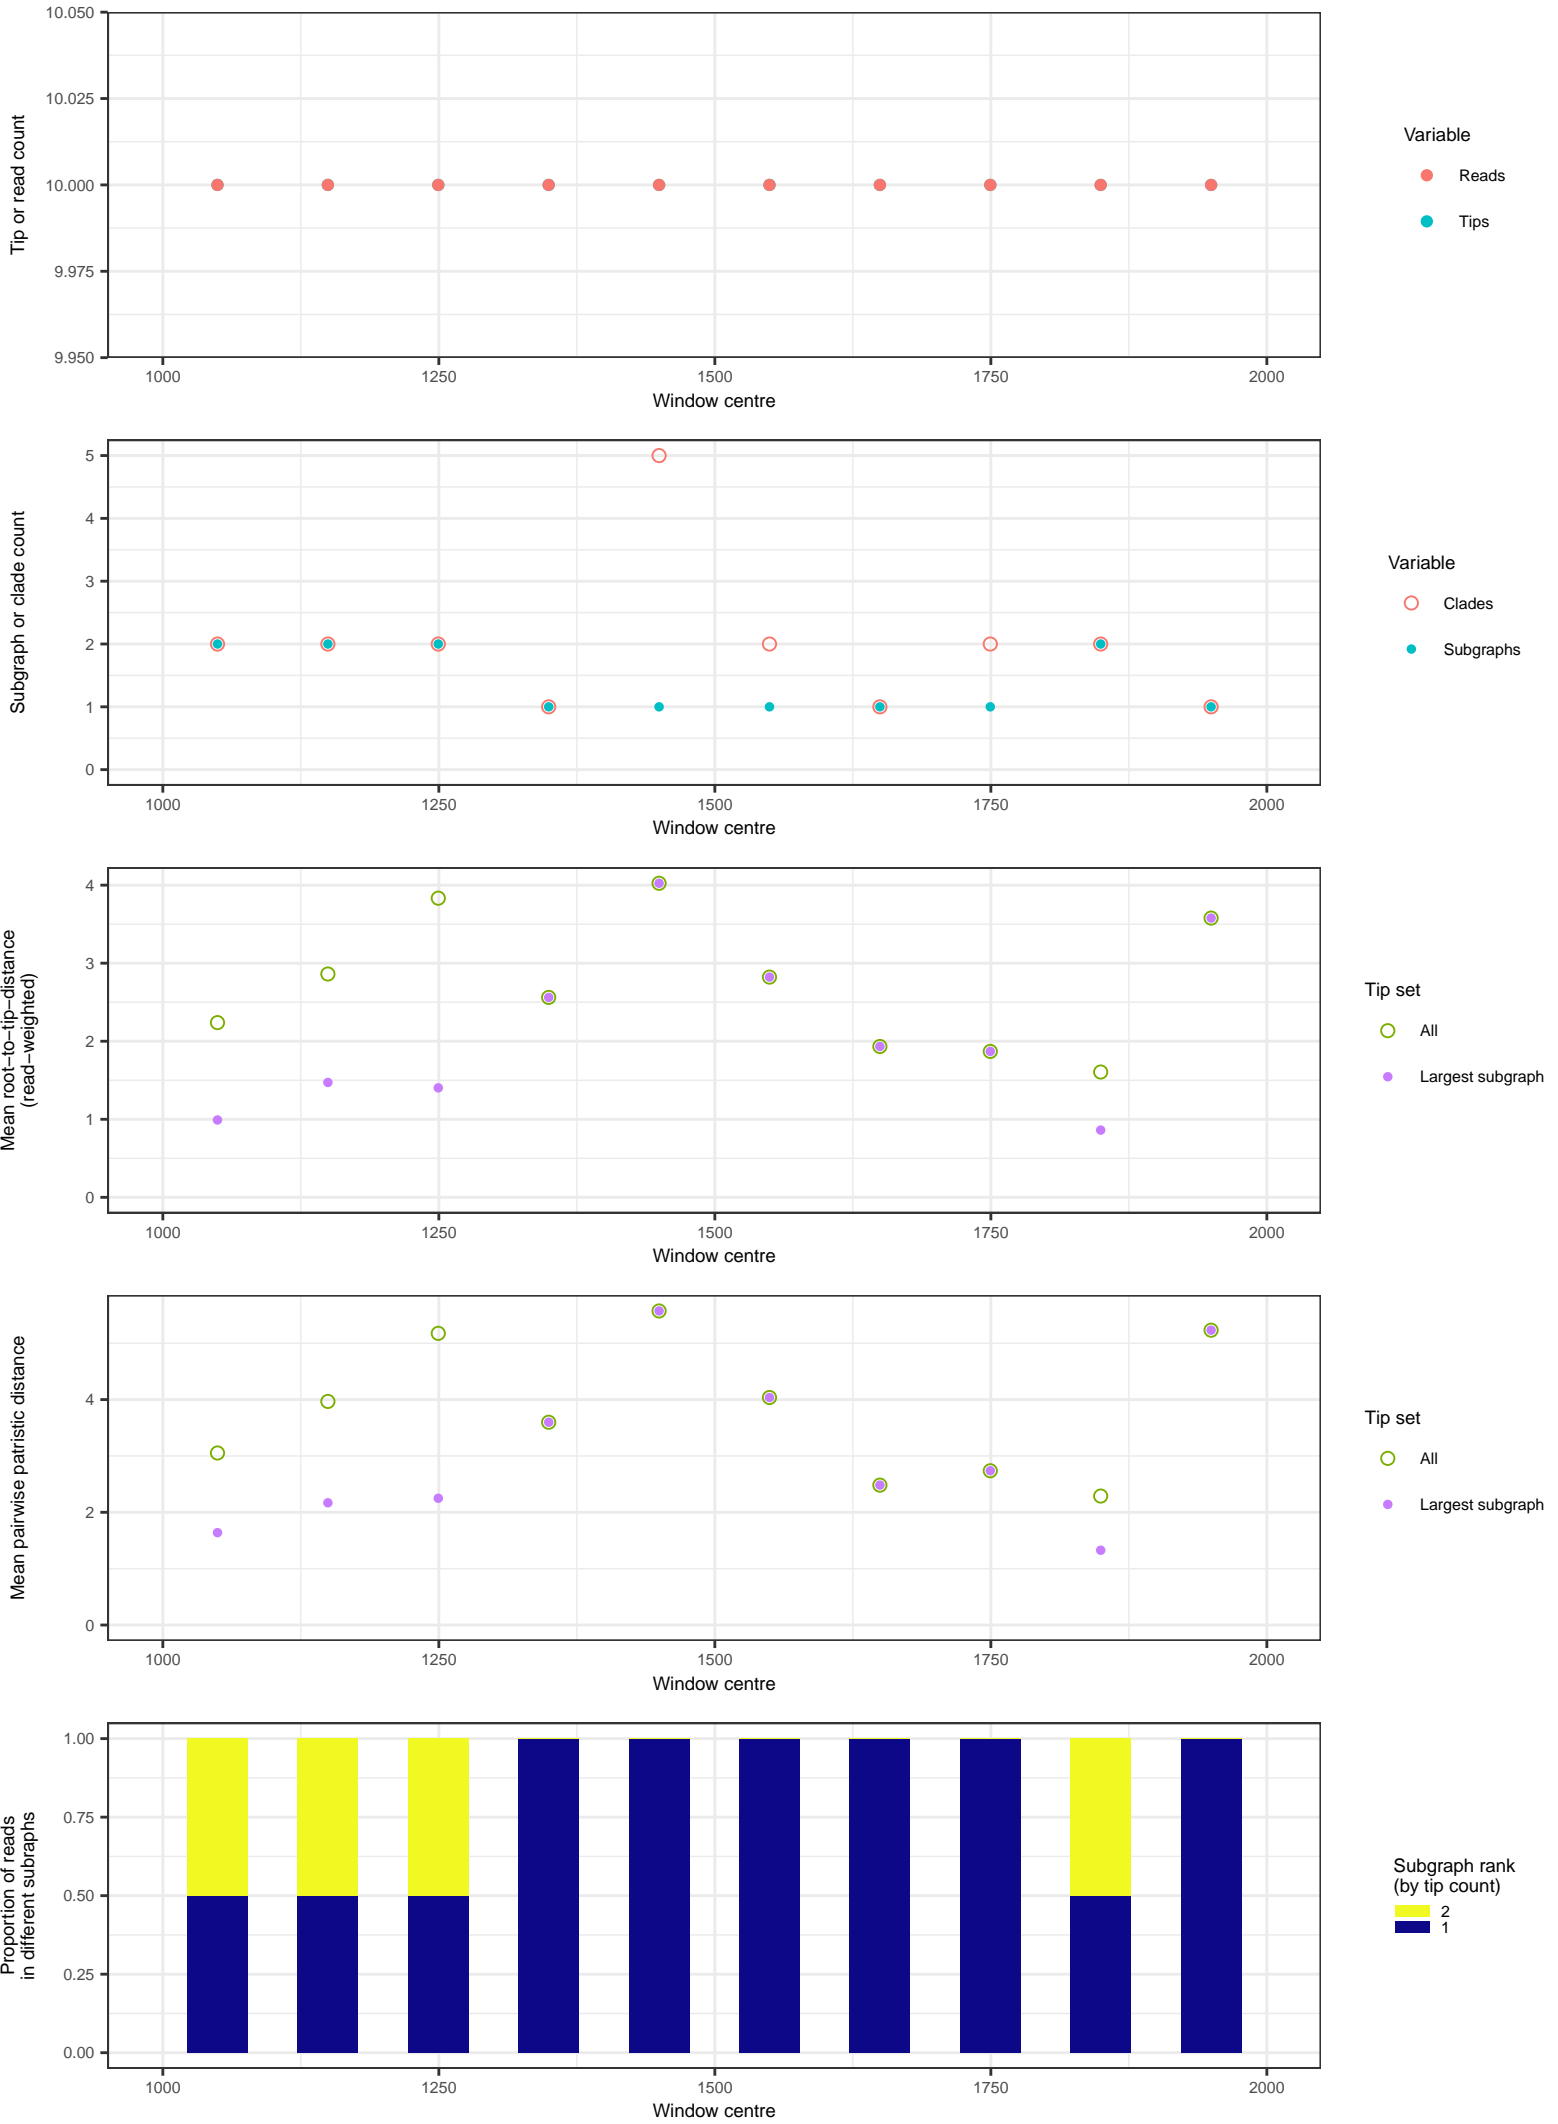 10.050
10.025
10.000
9.975
9.950
Tip or read count
1000 1250 1500 1750 2000
Window centre
Variable
Reads
Tips
5
4
3
2
1
0
Subgraph or clade count
1000 1250 1500 1750 2000
Window centre
Variable
Clades
Subgraphs
4
3
2
1
0
Mean root−to−tip−distance
(read−weighted)
1000 1250 1500 1750 2000
Window centre
Tip set
All
Largest subgraph
4
2
0
Mean pairwise patristic distance
1000 1250 1500 1750 2000
Window centre
Tip set
All
Largest subgraph
1.00
0.75
0.50
0.25
0.00
Proportion of reads
in different subraphs
1000 1250 1500 1750 2000
Window centre
Subgraph rank
(by tip count)
2
1